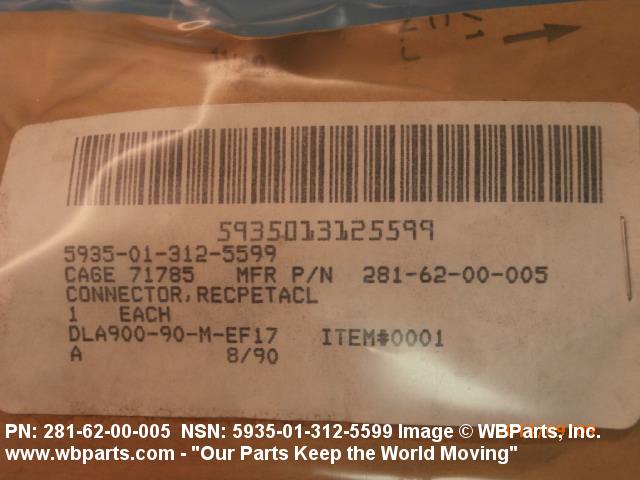 5935013125599
5935-01-312-5599
CAGE 71785 MFR P/N 281-62-00-005
CONNECTOR,RECPETACL
1 EACH
DLA900-90-M-EF17 ITEM#0001
A 8/90
PN: 281-62-00-005 NSN: 5935-01-312-5599 Image © WBParts, Inc.
www.wbparts.com - "Our Parts Keep the World Moving"